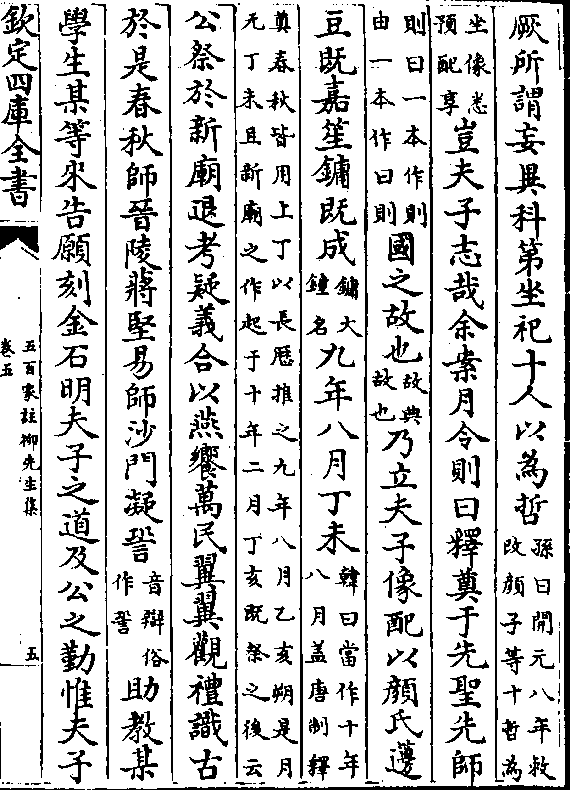 厥所謂妄異科第坐祀十人以為哲
孫曰開元八年敕
改顏子等十哲為
坐像悉
預配享
豈夫子志哉余案月令則曰釋奠于先聖先師
則曰一本作則
由一本作曰則
國之故也
故典
故也
乃立夫子像配以顏氏籩
豆既嘉笙鏞既成
鏞大
鐘名
九年八月丁未
韓曰當作十年
八月蓋唐制釋
奠春秋皆用上丁以長厯推之九年八月乙亥朔是月
无丁未且新廟之作起于十年二月丁亥既祭之後云
公祭於新廟退考疑義合以燕饗萬民翼翼觀禮識古
於是春秋師晉陵蔣堅易師沙門凝
音辯俗
作
助教某
學生某等來告願刻金石明夫子之道及公之勤惟夫子
欽定四庫全書
五百家註柳先生集
卷五
五